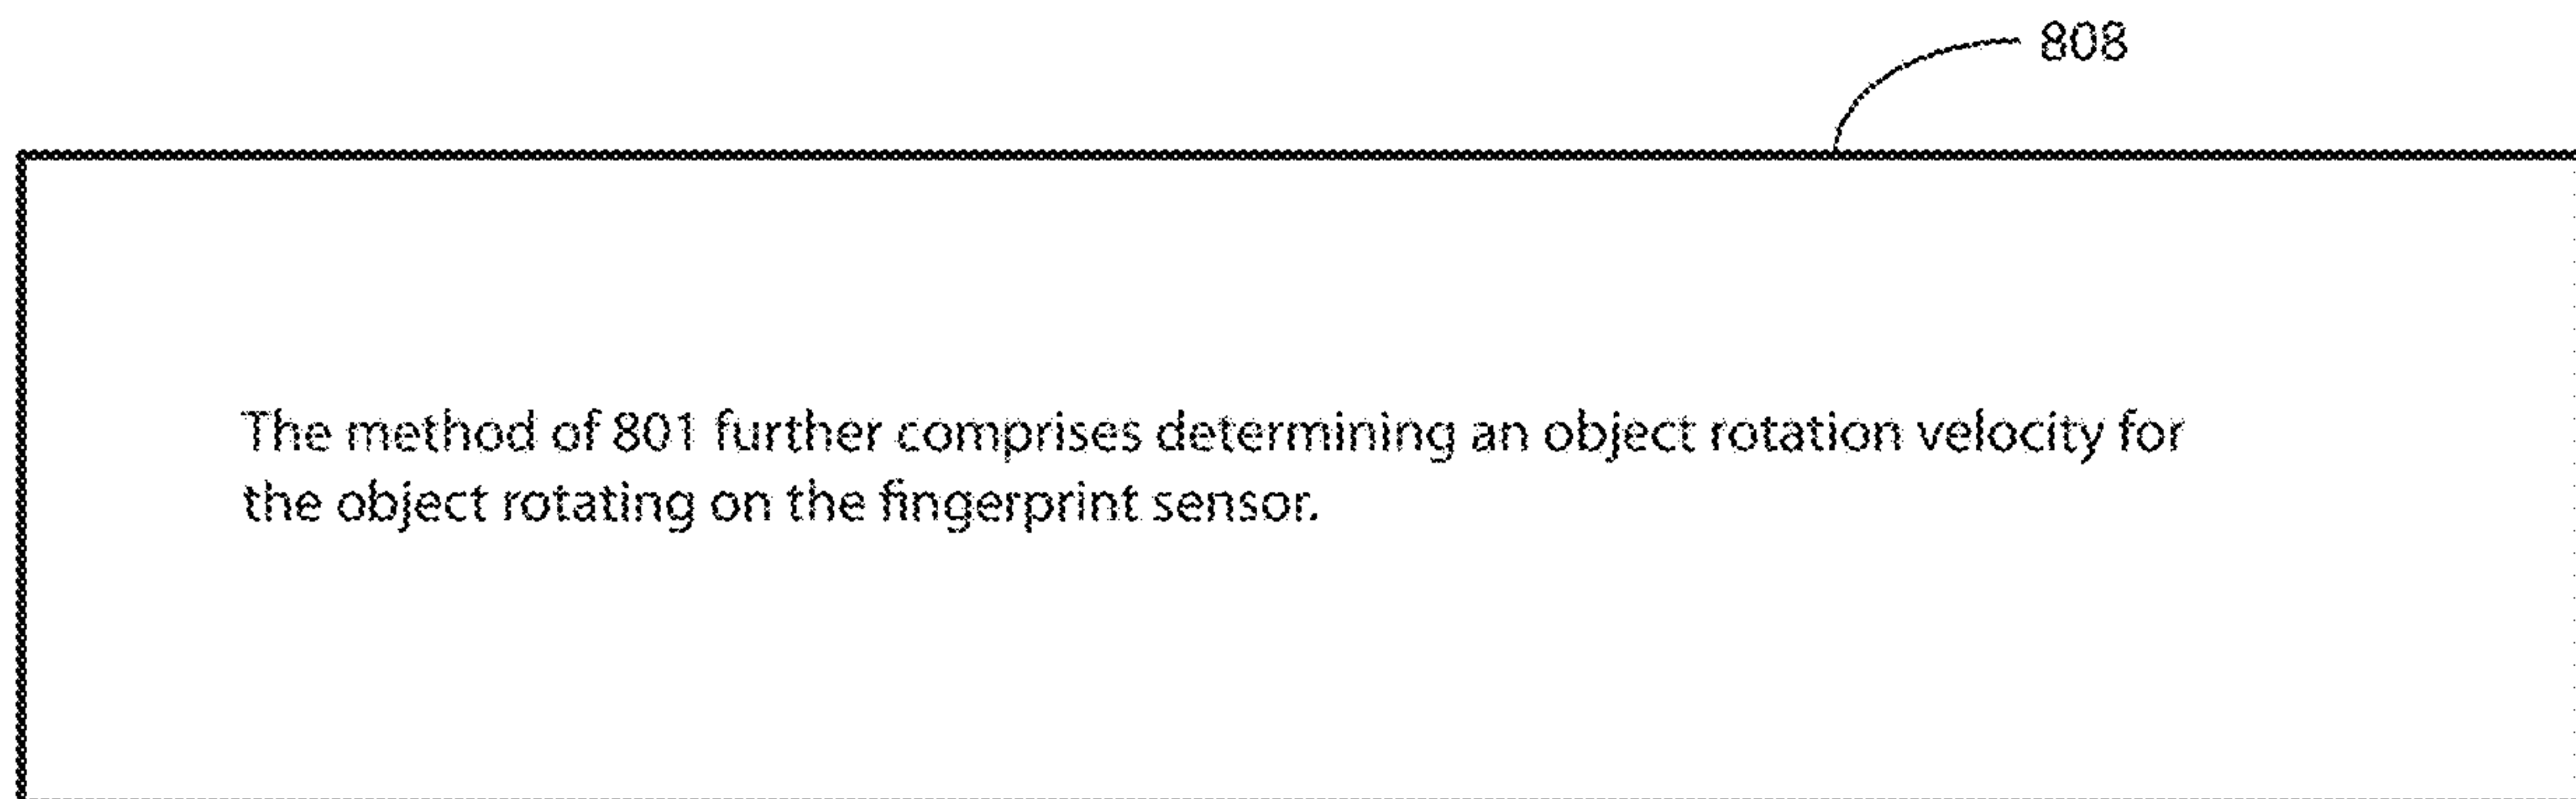 808
The method of 801 further comprises determining an object rotation velocity for
the object rotating on the fingerprint sensor.